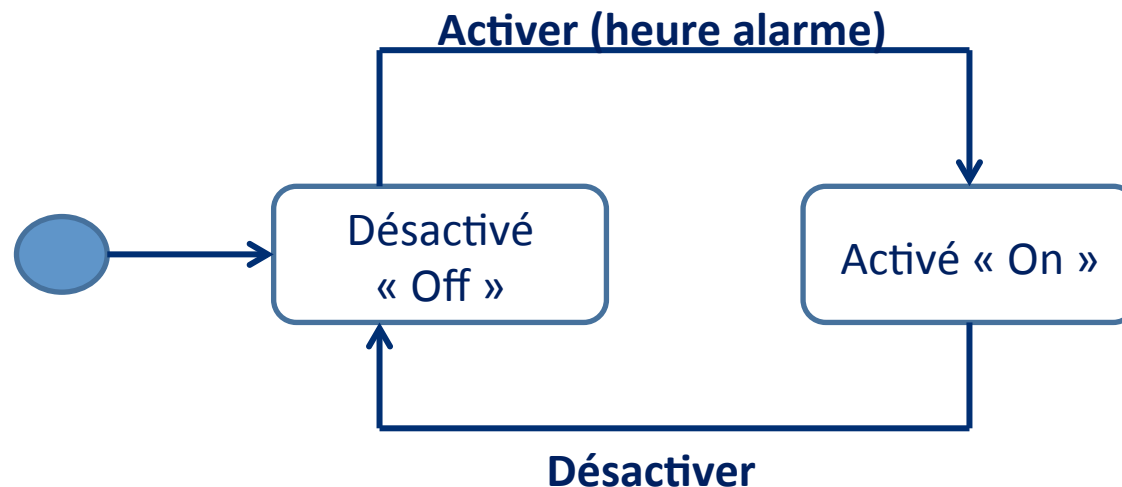 Activer (heure alarme)
Désactivé
« Off »
Activé « On »
Désactiver